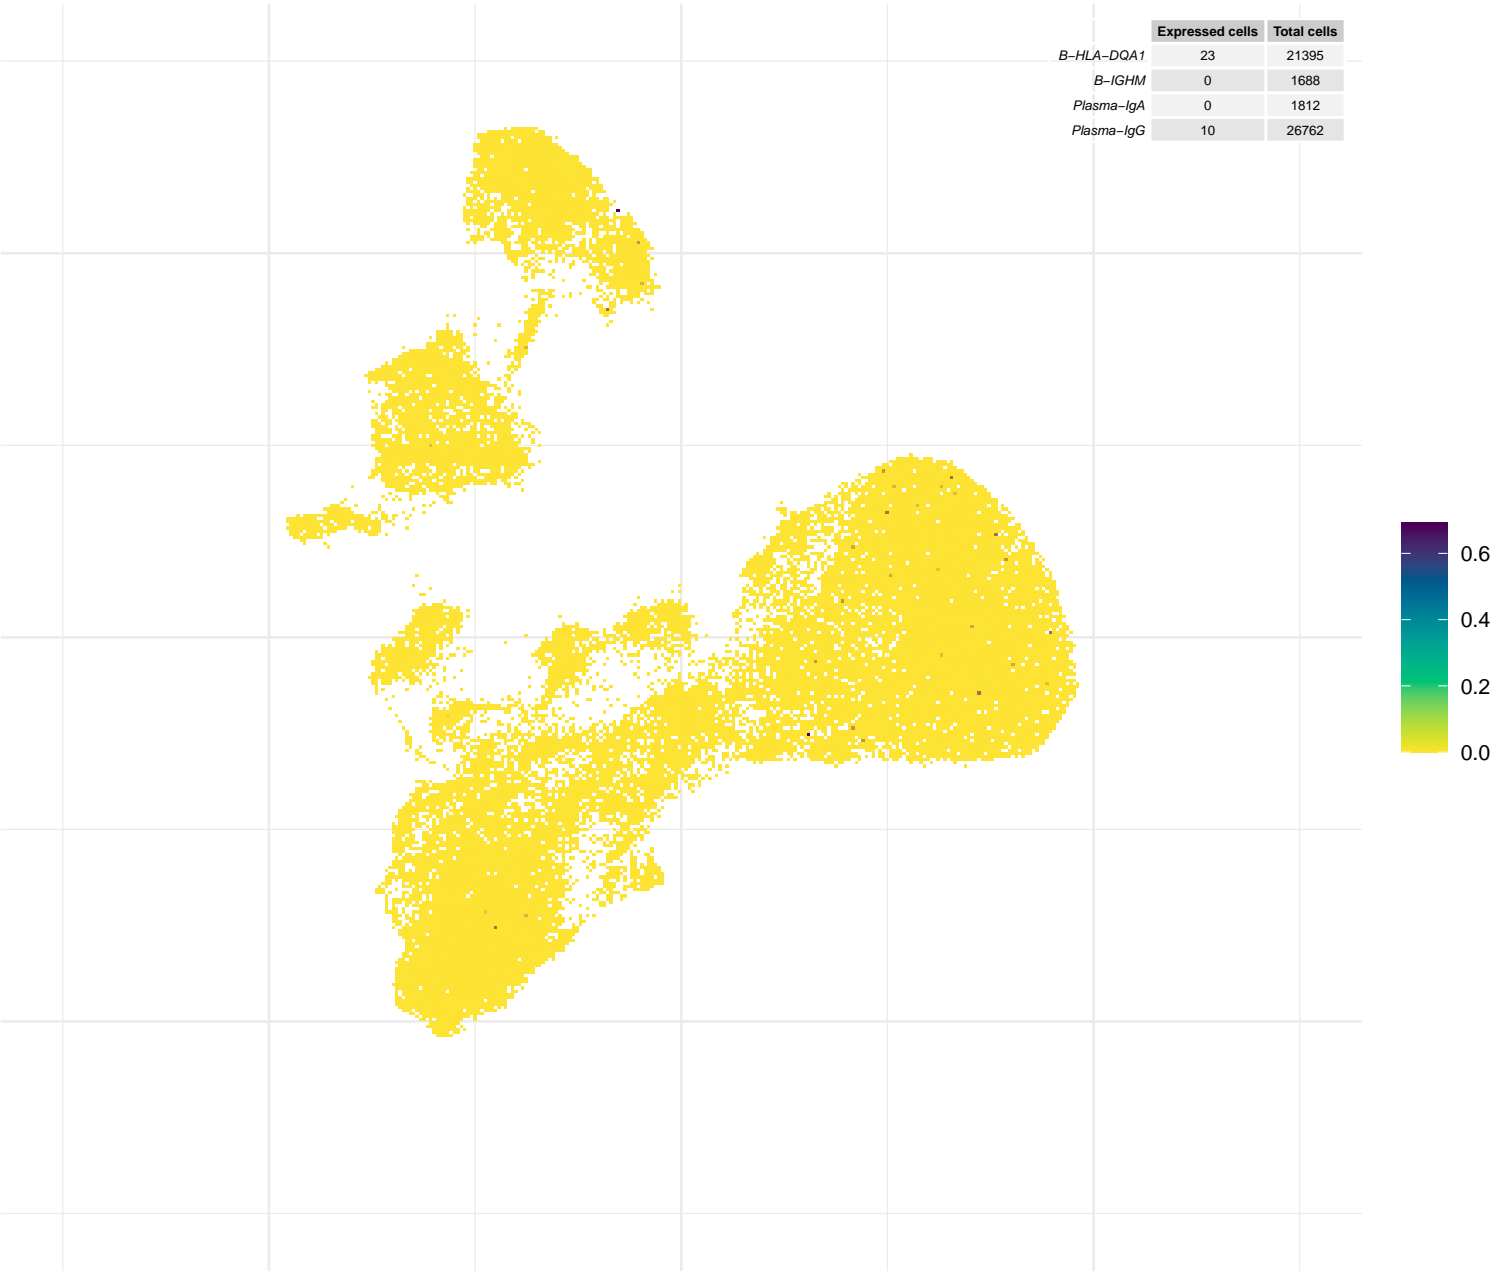 Expressed cells Total cells
B−HLA−DQA1 23 21395
B−IGHM 0 1688
Plasma−IgA 0 1812
Plasma−IgG 10 26762
0.6
0.4
0.2
0.0